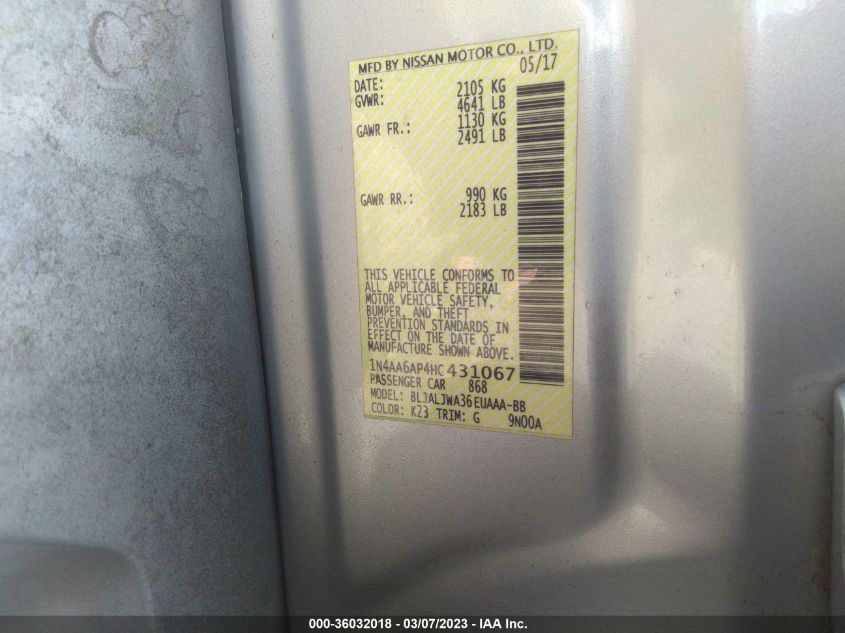 MFD BY NISSAN MOTOR CO., LTD.
DATE: 05/17
GVWR: 2105 KG
4641 LB
GAWR FR.: 1130 KG
2491 LB
GAWR RR.: 990 KG
2183 LB
THIS VEHICLE CONFORMS TO
ALL APPLICABLE FEDERAL
MOTOR VEHICLE SAFETY,
BUMPER, AND THEFT
PREVENTION STANDARDS IN
EFFECT ON THE DATE OF
MANUFACTURE SHOWN ABOVE.
1N4AA6AP4HC431067
PASSENGER CAR 868
MODEL: BLJALJWA36EUAAA-BB
COLOR: K23 TRIM: G 9N00A
000-36032018 — 03/07/2023 — IAA Inc.